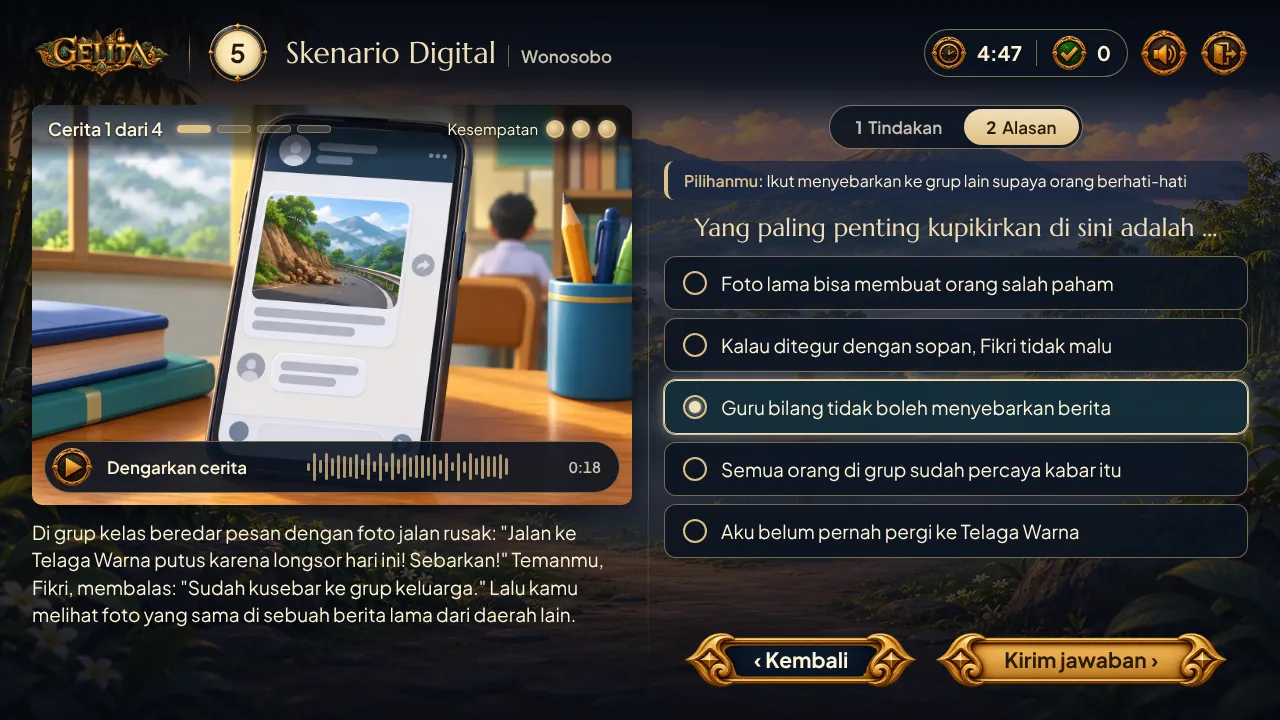 GELITA
5
Skenario Digital
Wonosobo
4:47
0
Cerita 1 dari 4
Kesempatan
Dengarkan cerita
0:18
Di grup kelas beredar pesan dengan foto jalan rusak: "Jalan ke
Telaga Warna putus karena longsor hari ini! Sebarkan!" Temanmu,
Fikri, membalas: "Sudah kusebar ke grup keluarga." Lalu kamu
melihat foto yang sama di sebuah berita lama dari daerah lain.
1 Tindakan
2 Alasan
Pilihanmu: Ikut menyebarkan ke grup lain supaya orang berhati-hati
Yang paling penting kupikirkan di sini adalah ...
Foto lama bisa membuat orang salah paham
Kalau ditegur dengan sopan, Fikri tidak malu
Guru bilang tidak boleh menyebarkan berita
Semua orang di grup sudah percaya kabar itu
Aku belum pernah pergi ke Telaga Warna
‹ Kembali
Kirim jawaban ›